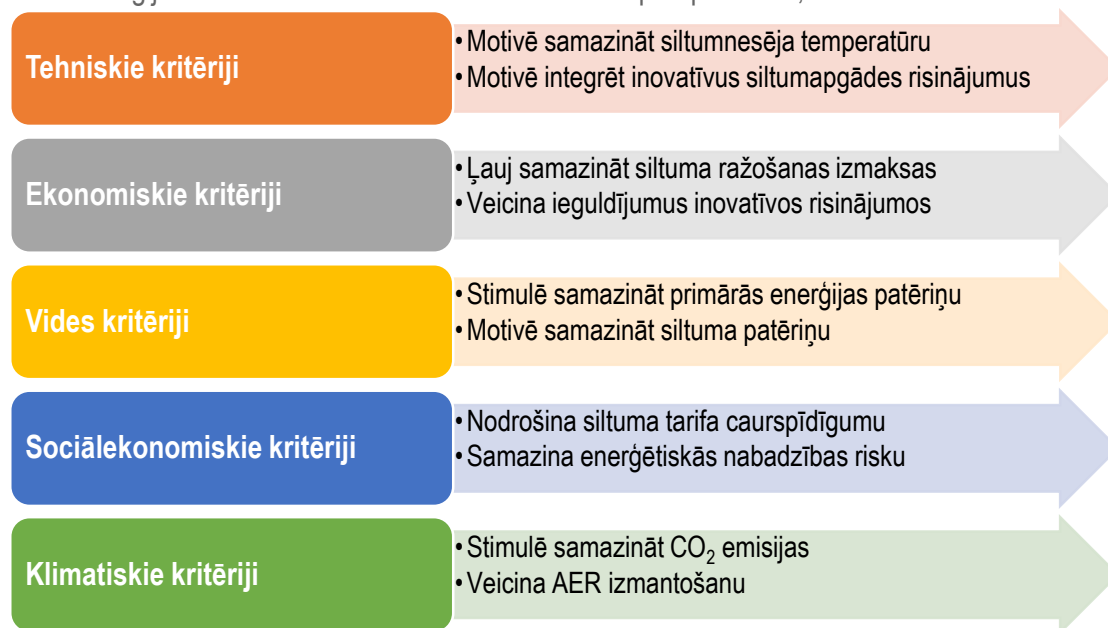 Tehniskie kritēriji
• Motivē samazināt siltumnesēja temperatūru
• Motivē integrēt inovatīvus siltumapgādes risinājumus
Ekonomiskie kritēriji
• Ļauj samazināt siltuma ražošanas izmaksas
• Veicina ieguldījumus inovatīvos risinājumos
Vides kritēriji
• Stimulē samazināt primārās enerģijas patēriņu
• Motivē samazināt siltuma patēriņu
Sociālekonomiskie kritēriji
• Nodrošina siltuma tarifa caurspīdīgumu
• Samazina enerģētiskās nabadzības risku
Klimatiskie kritēriji
• Stimulē samazināt CO₂ emisijas
• Veicina AER izmantošanu